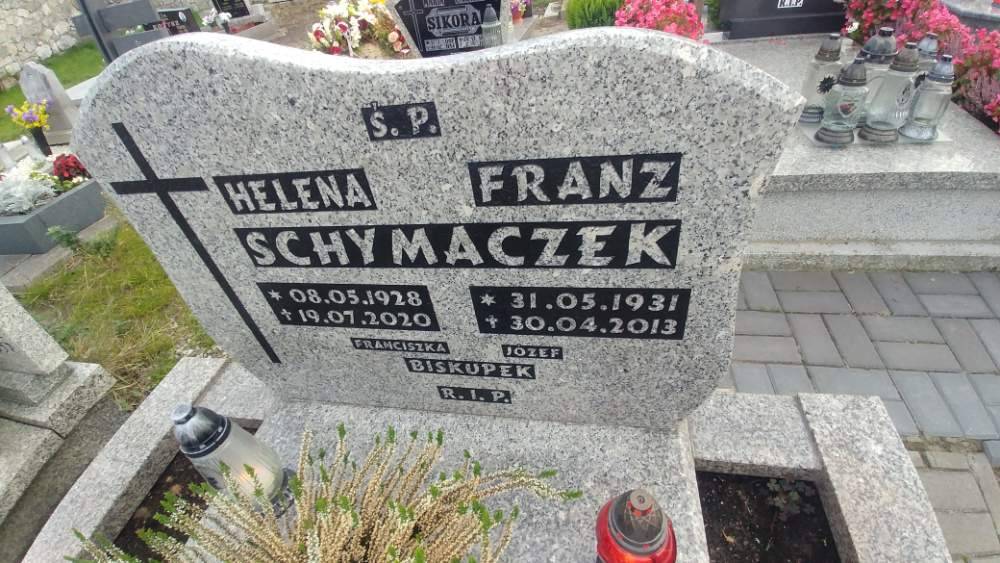 SIKORA
R.I.P.
Ś. P.
HELENA FRANZ
SCHYMACZEK
* 08.05.1928 * 31.05.1931
† 19.07.2020 † 30.04.2013
FRANCISZKA JÓZEF
BISKUPEK
R. I. P.